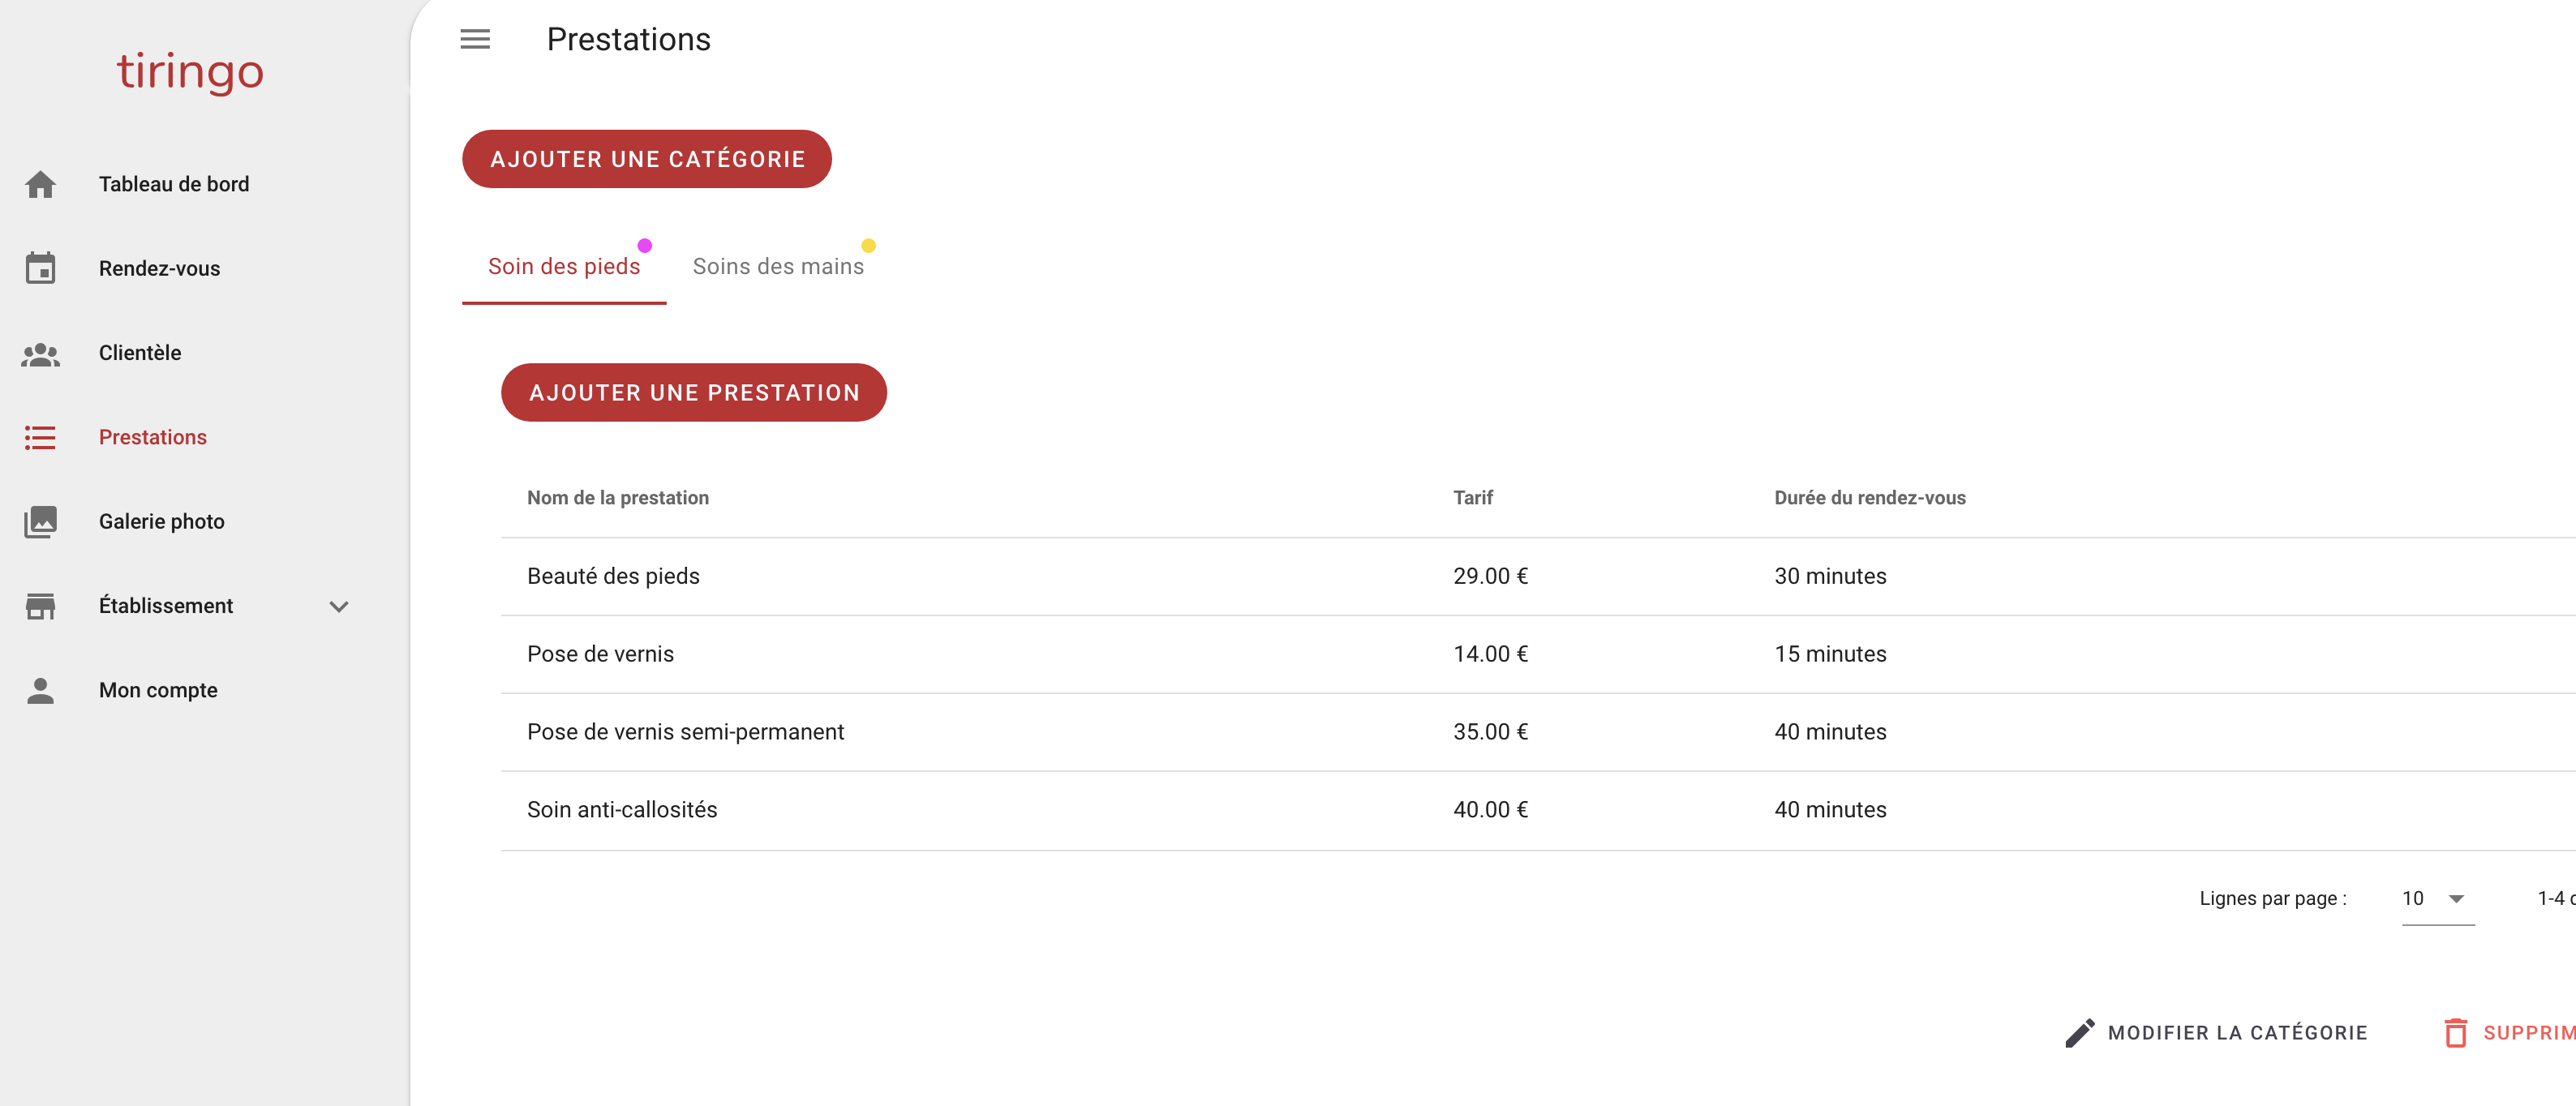 tiringo
Tableau de bord
Rendez-vous
Clientèle
Prestations
Galerie photo
Établissement
Mon compte
Prestations
AJOUTER UNE CATÉGORIE
Soin des pieds Soins des mains
AJOUTER UNE PRESTATION
Nom de la prestation Tarif Durée du rendez-vous
Beauté des pieds 29.00 € 30 minutes
Pose de vernis 14.00 € 15 minutes
Pose de vernis semi-permanent 35.00 € 40 minutes
Soin anti-callosités 40.00 € 40 minutes
Lignes par page : 10 1-4
MODIFIER LA CATÉGORIE SUPPRIM